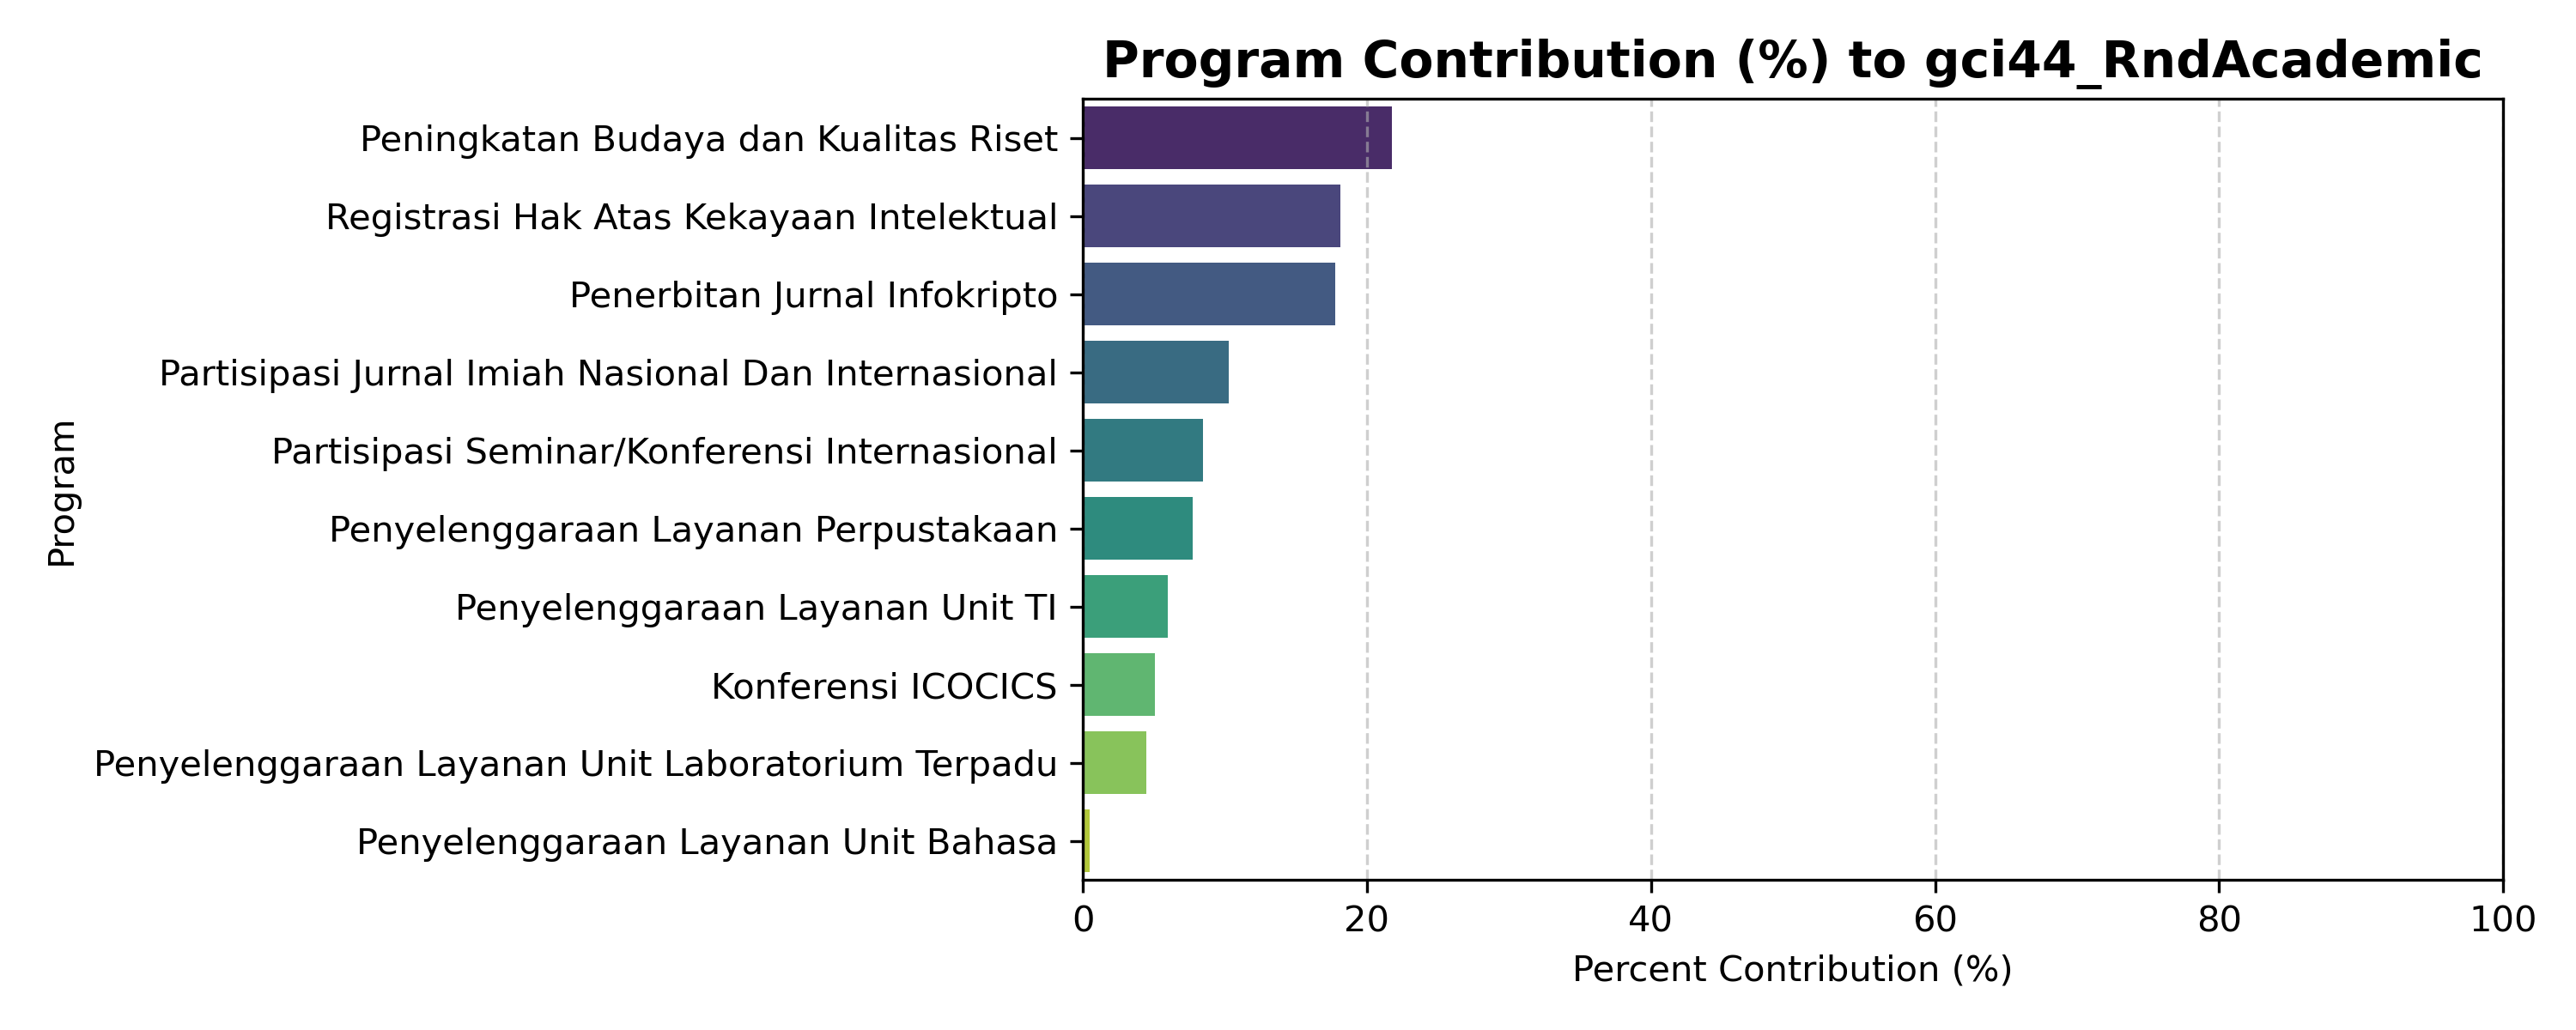 Program Contribution (%) to gci44_RndAcademic
Program
Peningkatan Budaya dan Kualitas Riset
Registrasi Hak Atas Kekayaan Intelektual
Penerbitan Jurnal Infokripto
Partisipasi Jurnal Imiah Nasional Dan Internasional
Partisipasi Seminar/Konferensi Internasional
Penyelenggaraan Layanan Perpustakaan
Penyelenggaraan Layanan Unit TI
Konferensi ICOCICS
Penyelenggaraan Layanan Unit Laboratorium Terpadu
Penyelenggaraan Layanan Unit Bahasa
0 20 40 60 80 100
Percent Contribution (%)